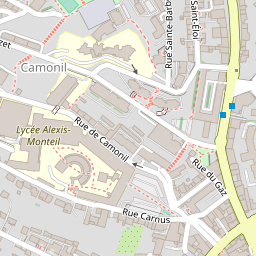 Rue Sainte-Barbe
Saint-Éloi
Camonil
Lycée Alexis-
Monteil
Rue de Camonil
Rue du Gaz
Rue Carnus